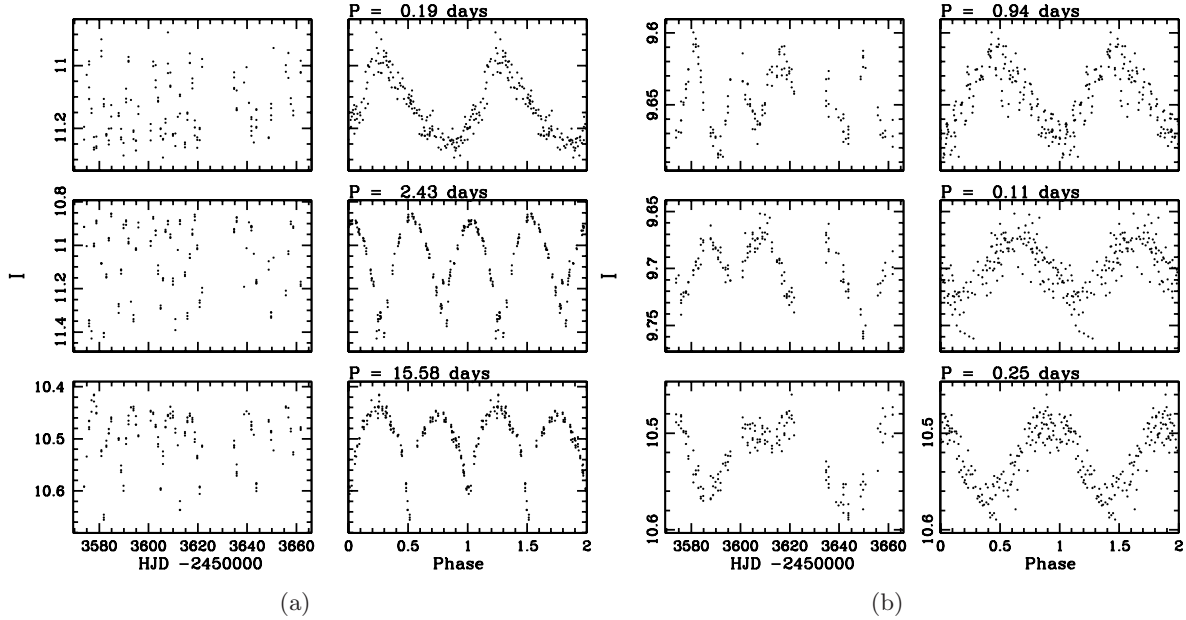 P = 0.19 days
11
11.2
P = 2.43 days
10.8
11
11.2
11.4
I
P = 15.58 days
10.4
10.5
10.6
3580 3600 3620 3640 3660
HJD -2450000
0 0.5 1 1.5 2
Phase
(a)
P = 0.94 days
9.6
9.65
P = 0.11 days
9.65
9.7
9.75
I
P = 0.25 days
10.5
10.6
3580 3600 3620 3640 3660
HJD -2450000
0 0.5 1 1.5 2
Phase
(b)